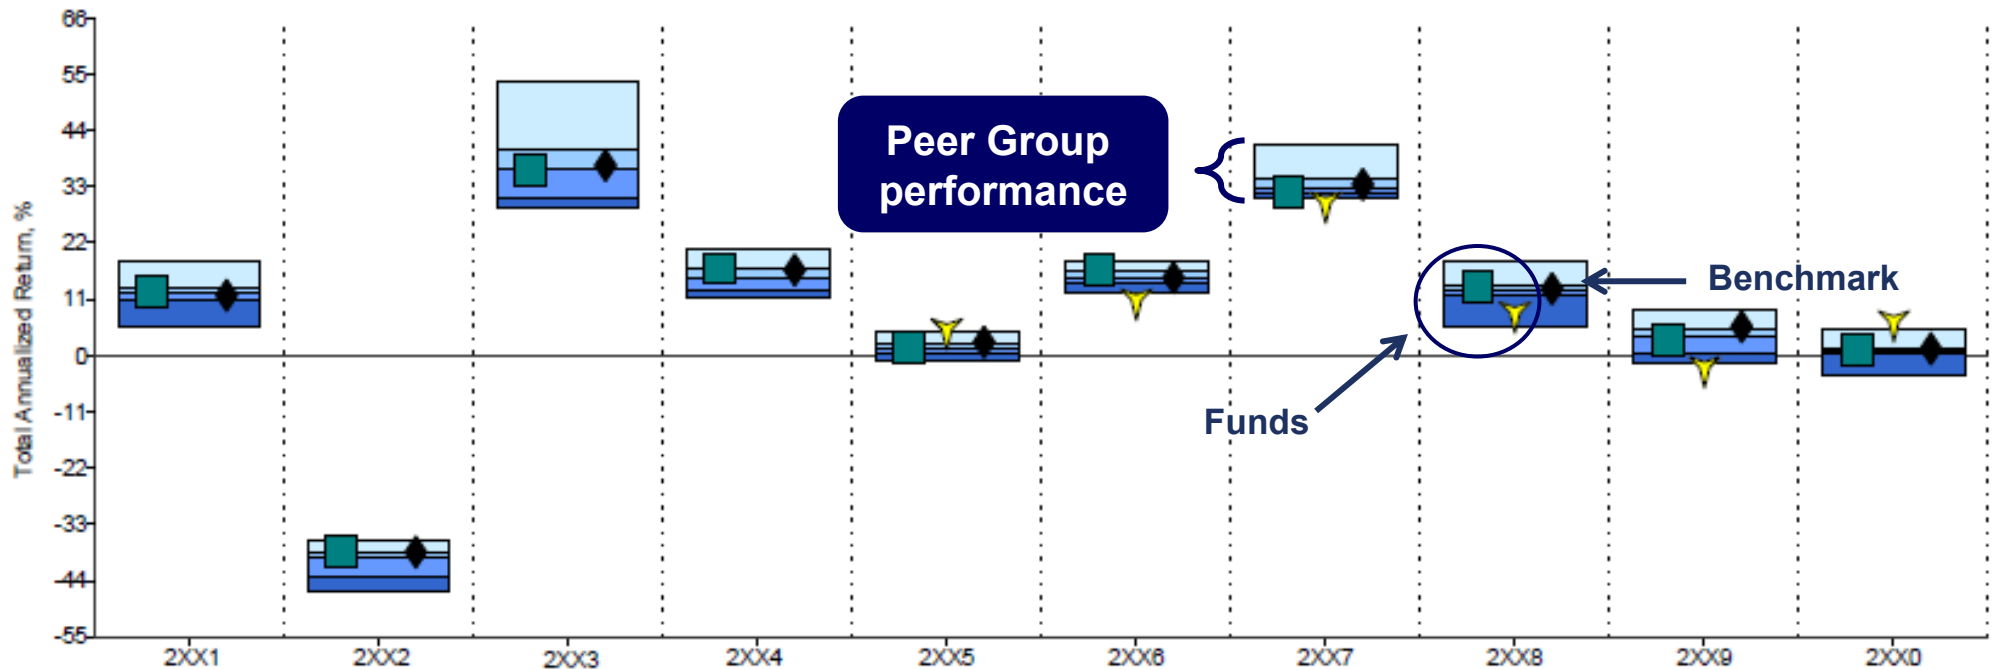 Total Annualized Return, %
66
55
44
33
22
11
0
-11
-22
-33
-44
-55
Peer Group
performance
Benchmark
Funds
2XX1
2XX2
2XX3
2XX4
2XX5
2XX6
2XX7
2XX8
2XX9
2XX0